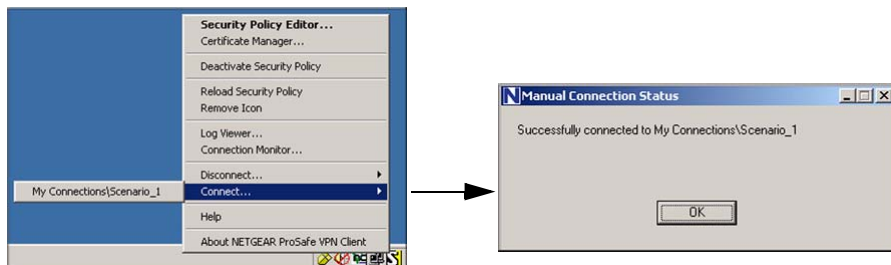 Security Policy Editor...
Certificate Manager...
Deactivate Security Policy
Reload Security Policy
Remove Icon
Log Viewer...
Connection Monitor...
Disconnect...
My Connections\Scenario_1
Connect...
Help
About NETGEAR ProSafe VPN Client
N Manual Connection Status
Successfully connected to My Connections\Scenario_1
OK